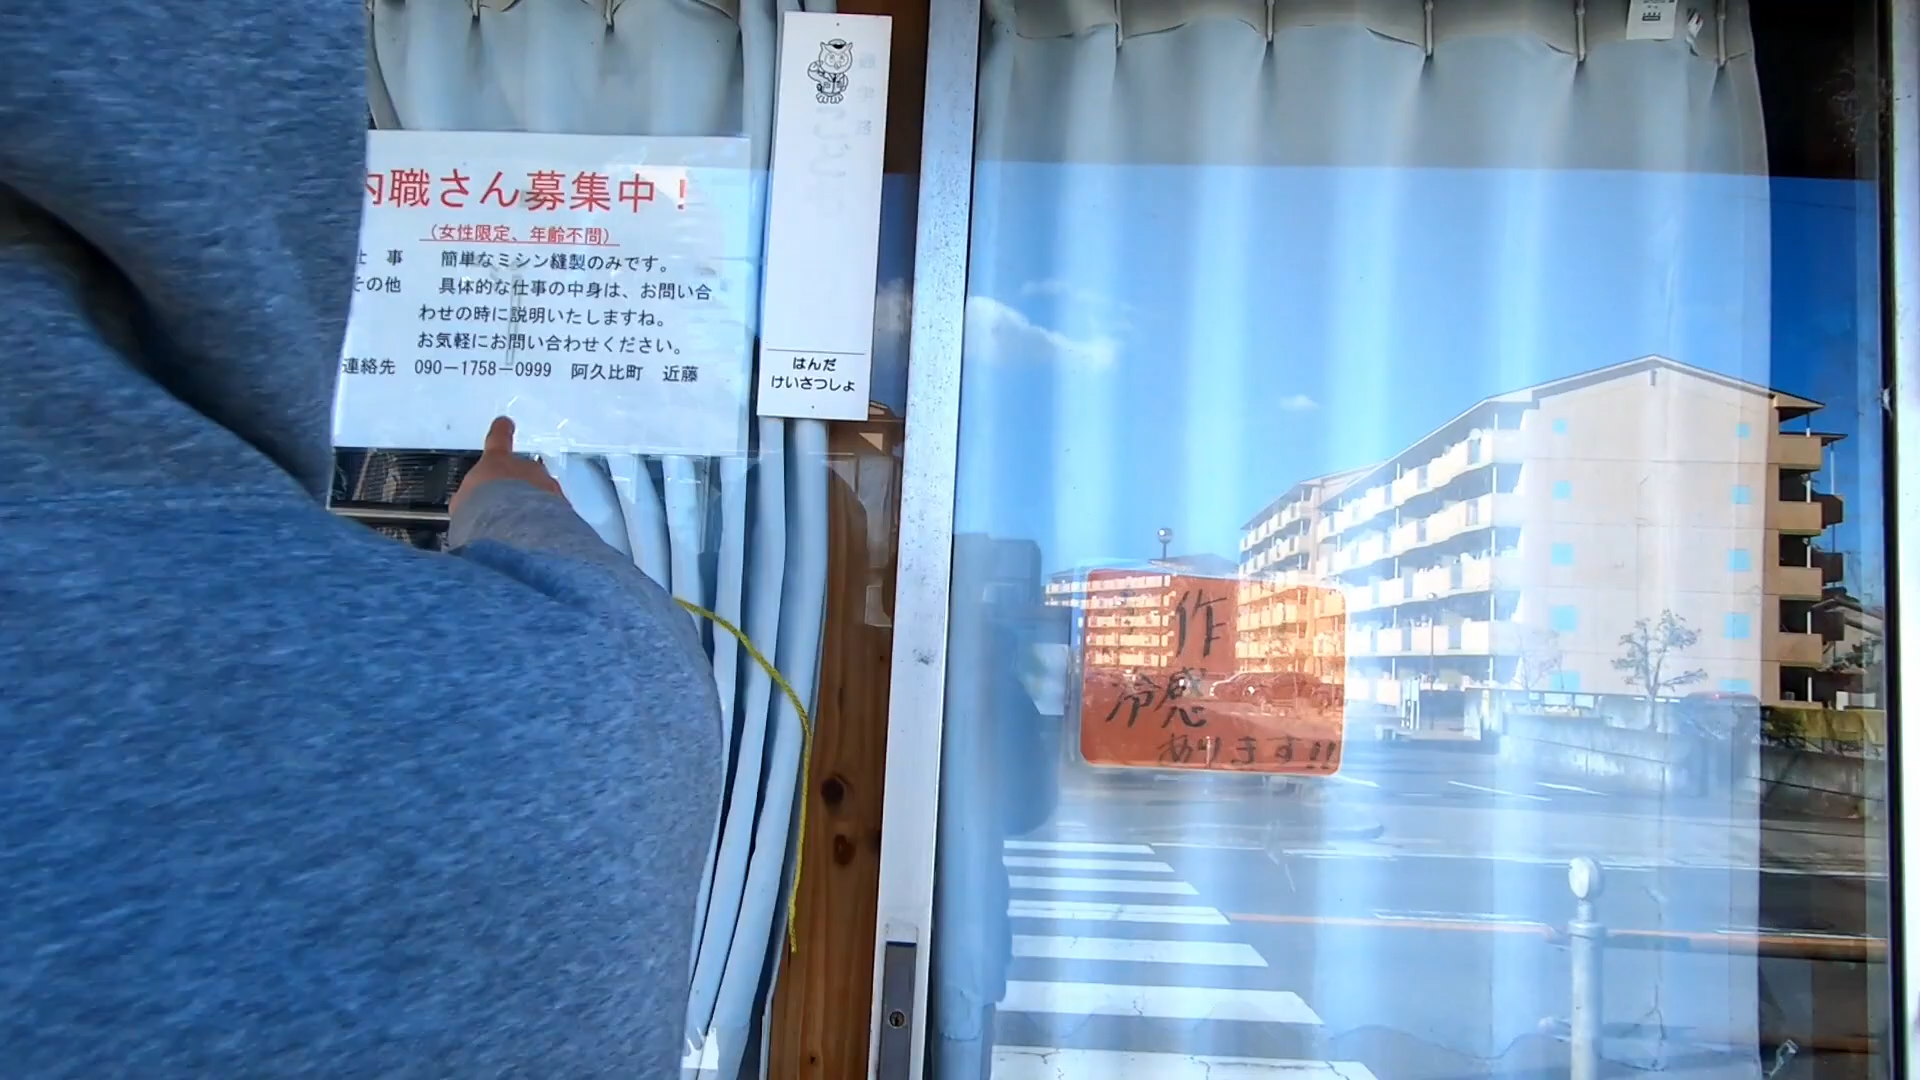 内職さん募集中！
（女性限定、年齢不問）
仕 事 簡単なミシン縫製のみです。
その他 具体的な仕事の中身は、お問い合
わせの時に説明いたしますね。
お気軽にお問い合わせください。
連絡先 090－1758－0999 阿久比町 近藤
はんだ
けいさつしょ
作
冷感
あります!!